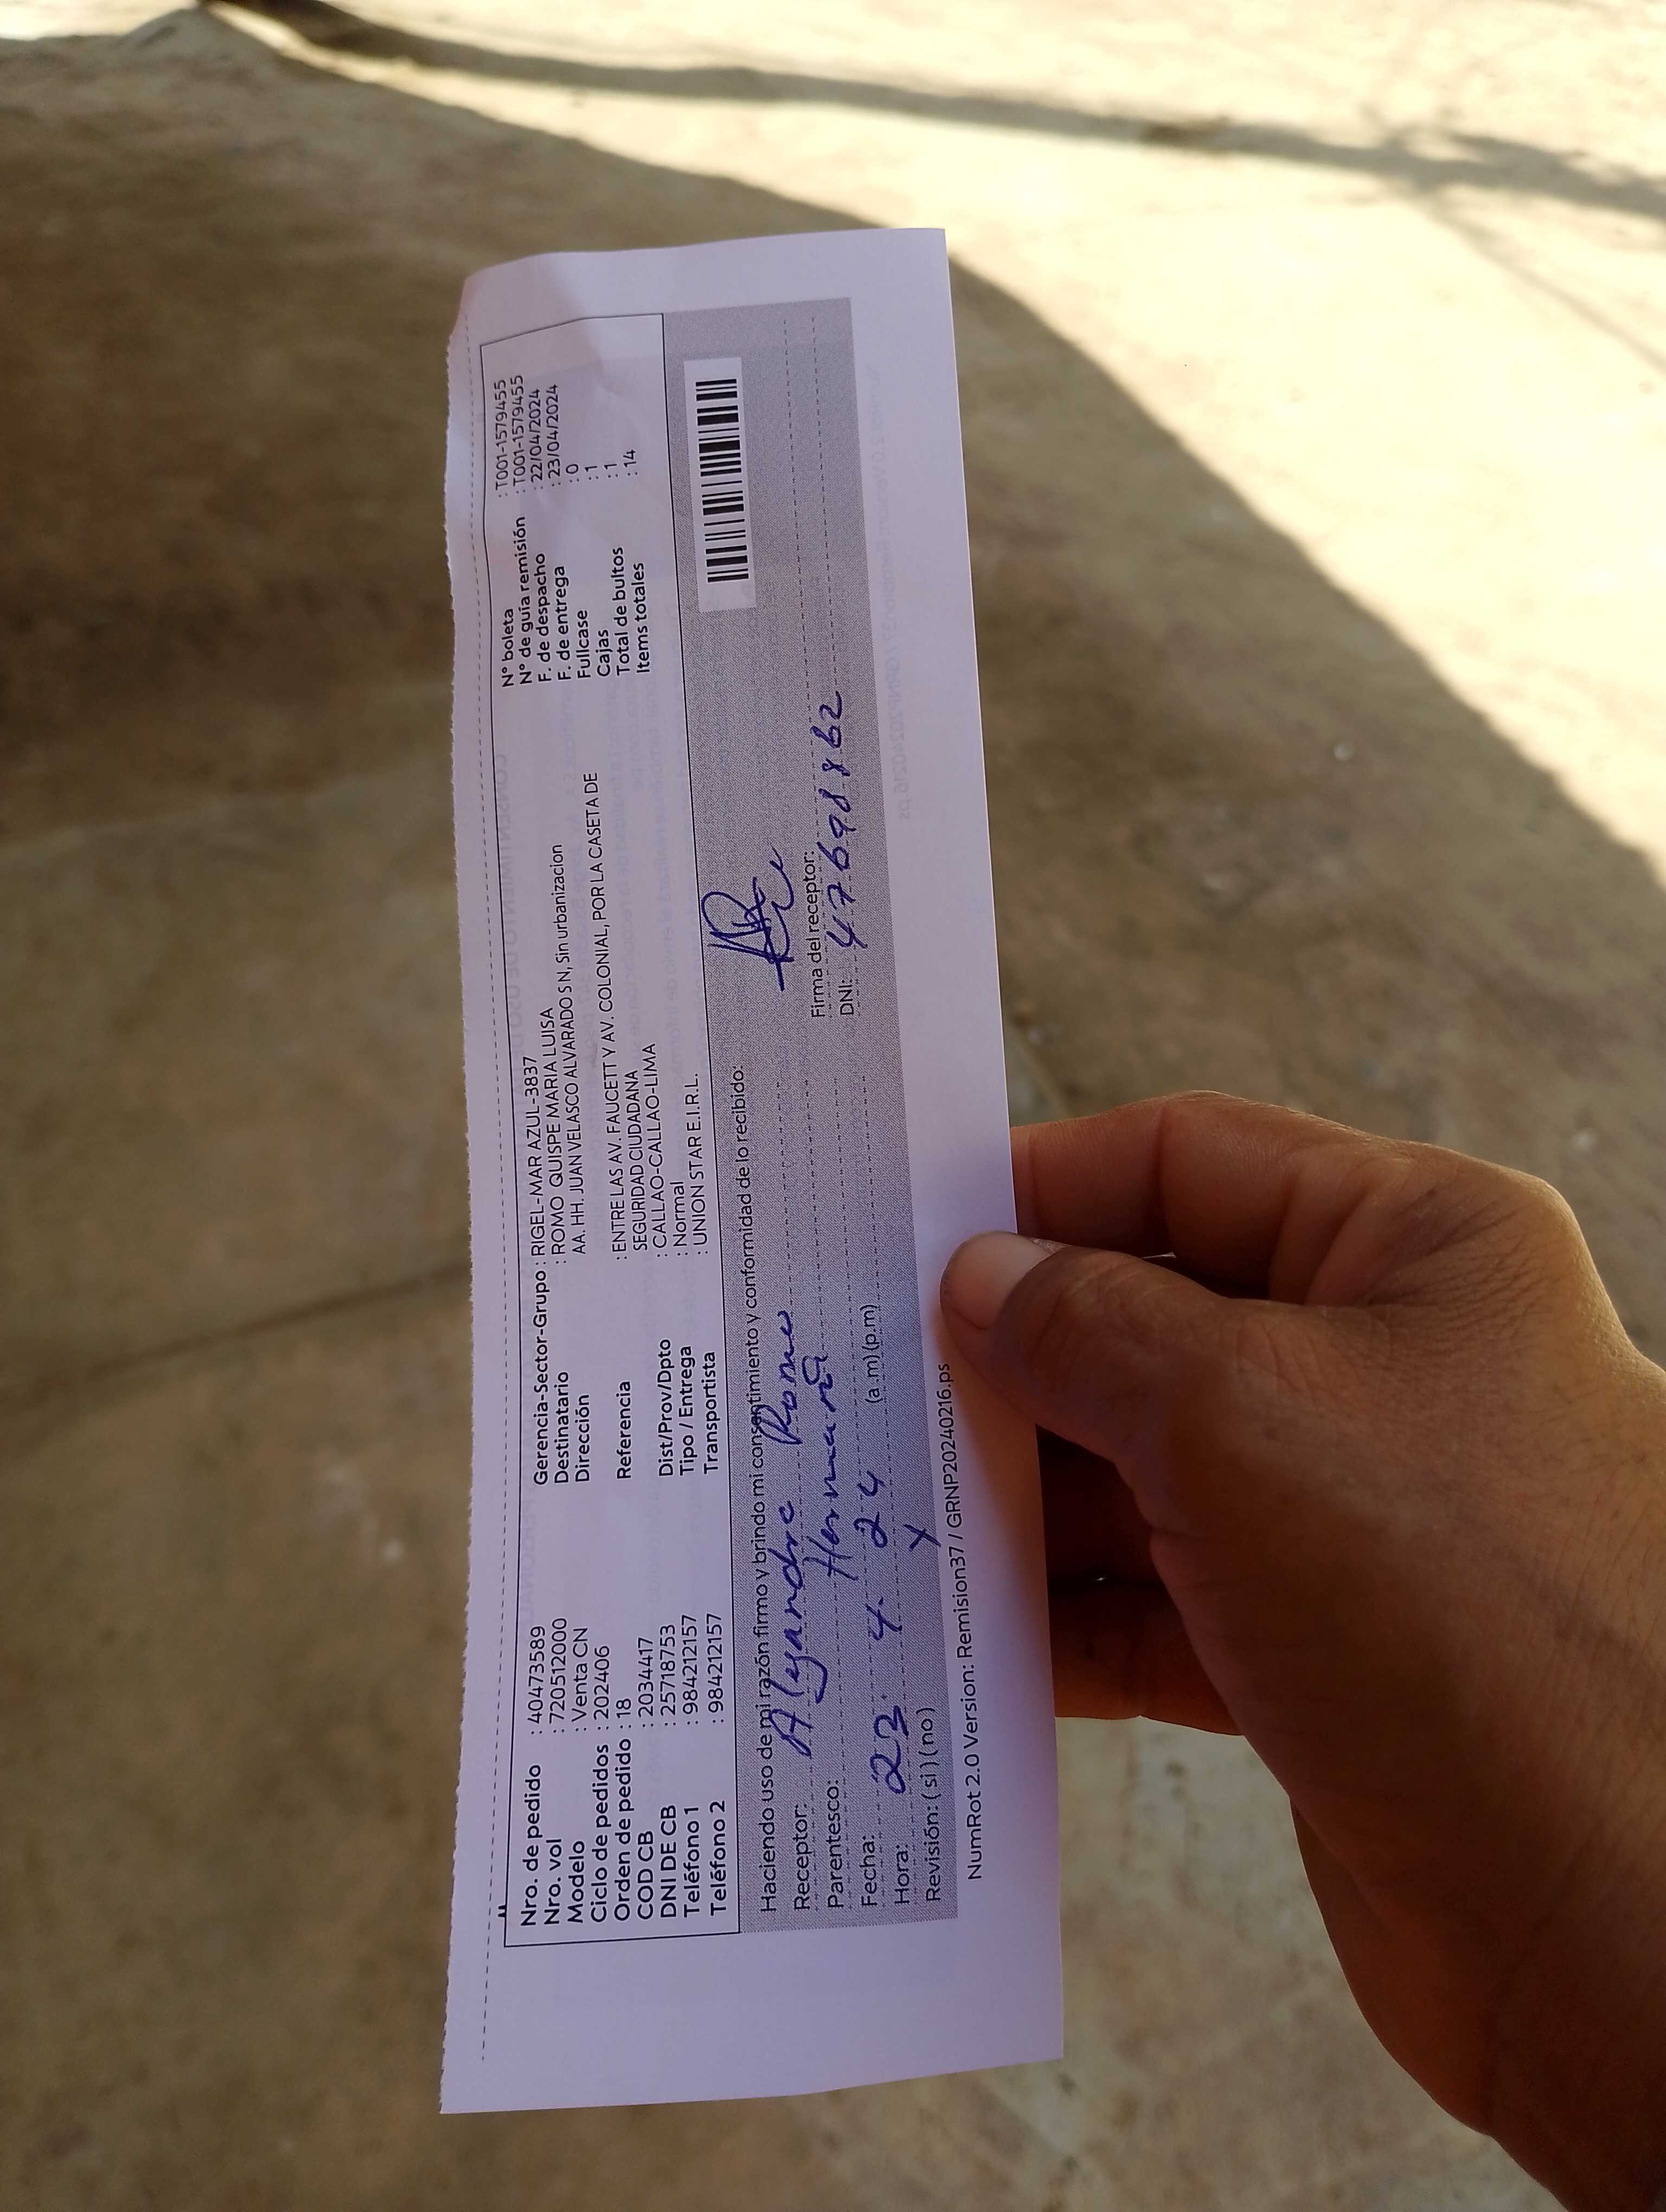 Nro. de pedido : 40473589
Nro. vol : 720512000
Modelo : Venta CN
Ciclo de pedidos : 202406
Orden de pedido : 18
COD CB : 2034417
DNI DE CB : 25718753
Teléfono 1 : 984212157
Teléfono 2 : 984212157
Gerencia-Sector-Grupo : RIGEL-MAR AZUL-3837
Destinatario : ROMO QUISPE MARIA LUISA
Dirección AA. HH. JUAN VELASCO ALVARADO S N, Sin urbanizacion
Referencia : ENTRE LAS AV. FAUCETT Y AV. COLONIAL, POR LA CASETA DE
SEGURIDAD CIUDADANA
Dist/Prov/Dpto : CALLAO-CALLAO-LIMA
Tipo / Entrega : Normal
Transportista : UNION STAR E.I.R.L.
N° boleta : T001-1579455
N° de guía remisión : T001-1579455
F. de despacho : 22/04/2024
F. de entrega : 23/04/2024
Fullcase : 0
Cajas : 1
Total de bultos : 1
Items totales : 14
Haciendo uso de mi razón firmo y brindo mi consentimiento y conformidad de lo recibido:
Receptor: Romo
Parentesco: Hermana
Fecha: 23 4 24
Hora: (a.m) (p.m)
Revisión: ( si ) ( no ) X
Firma del receptor:
DNI: 47698862
NumRot 2.0 Version: Remision37 / GRNP20240216.ps